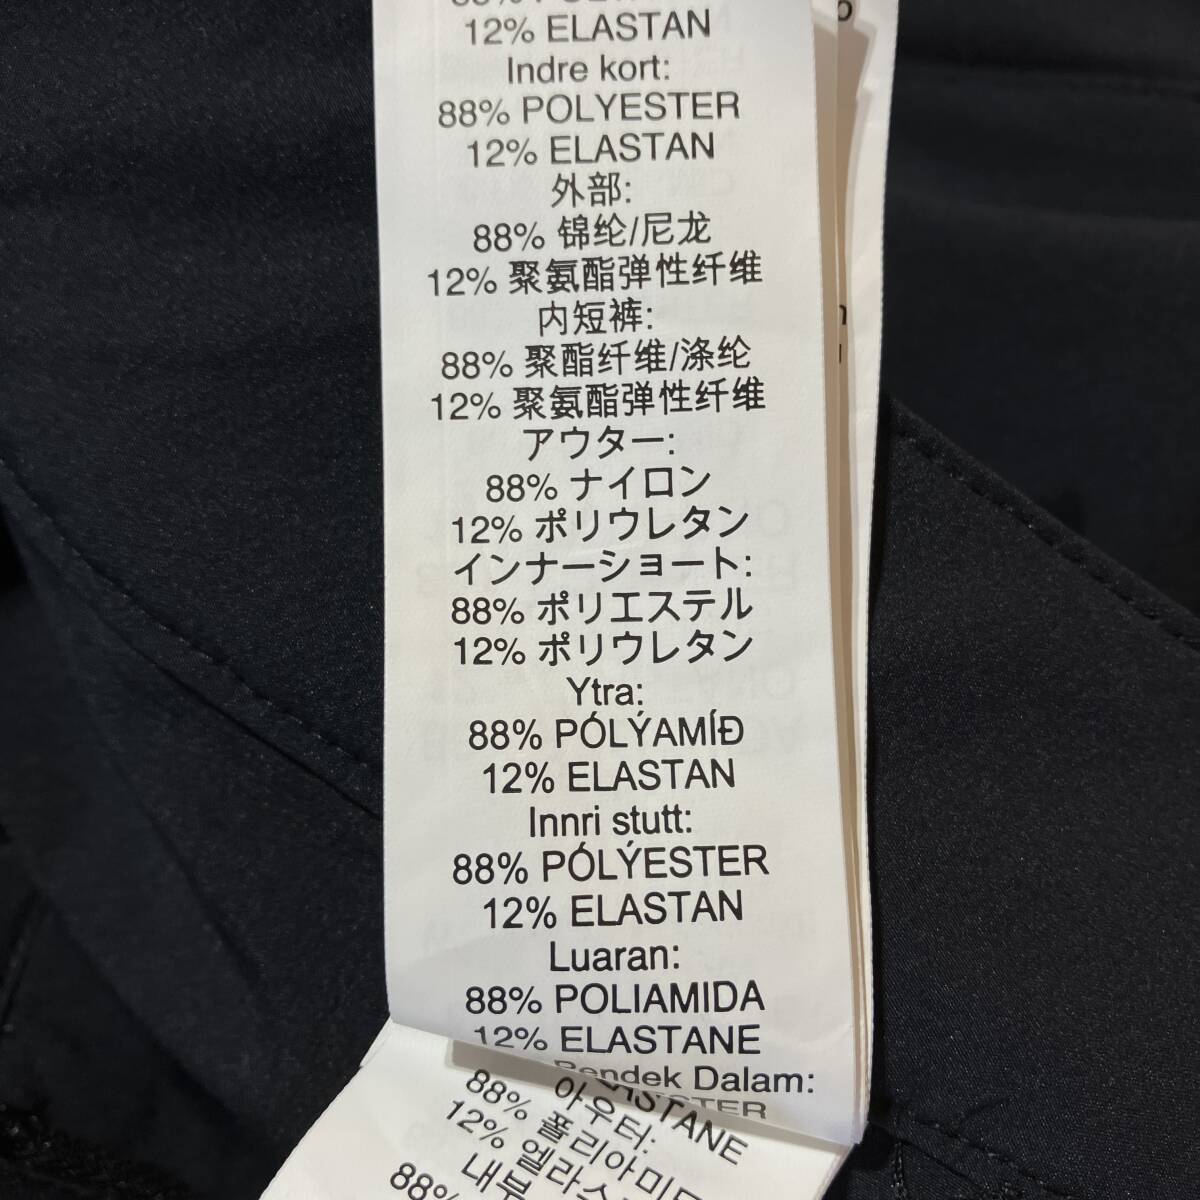 12% ELASTAN
Indre kort:
88% POLYESTER
12% ELASTAN
外部:
88% 锦纶/尼龙
12% 聚氨酯弹性纤维
内短裤:
88% 聚酯纤维/涤纶
12% 聚氨酯弹性纤维
アウター:
88% ナイロン
12% ポリウレタン
インナーショート:
88% ポリエステル
12% ポリウレタン
Ytra:
88% PÓLÝAMÍÐ
12% ELASTAN
Innri stutt:
88% PÓLÝESTER
12% ELASTAN
Luaran:
88% POLIAMIDA
12% ELASTANE
Dalam:
아우터:
88% 폴리아미드
12%
내부
88%